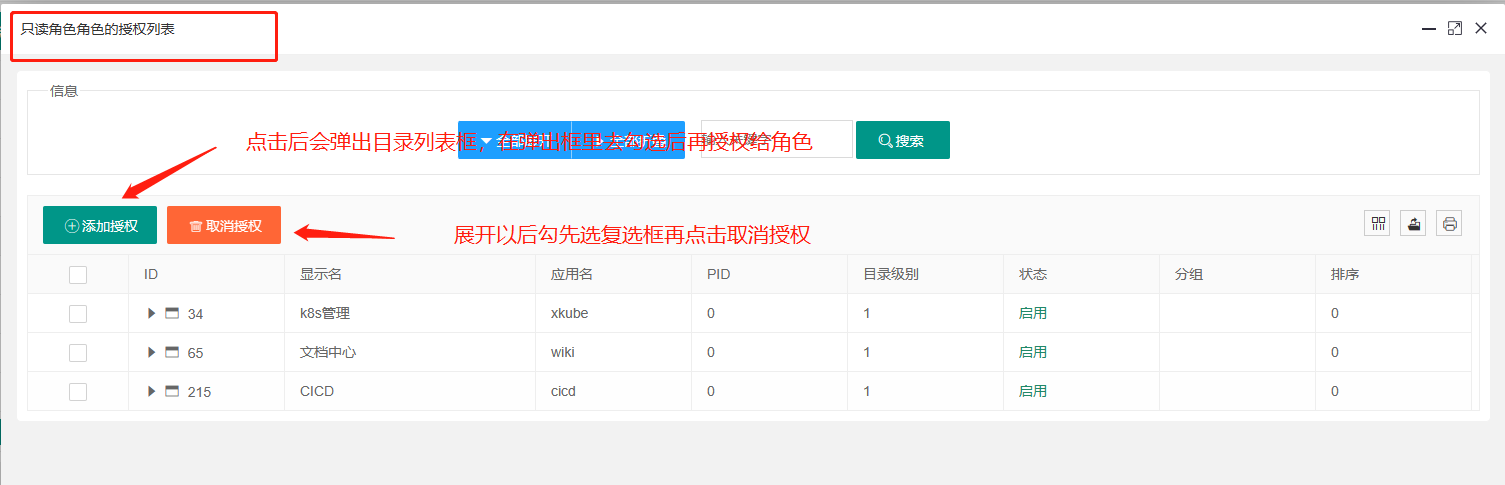 只读角色角色的授权列表
信息
点击后会弹出目录列表框，在弹出框里去勾选后再授权给角色
搜索
添加授权 取消授权
展开以后勾先选复选框再点击取消授权
ID 显示名 应用名 PID 目录级别 状态 分组 排序
34 k8s管理 xkube 0 1 启用 0
65 文档中心 wiki 0 1 启用 0
215 CICD cicd 0 1 启用 0